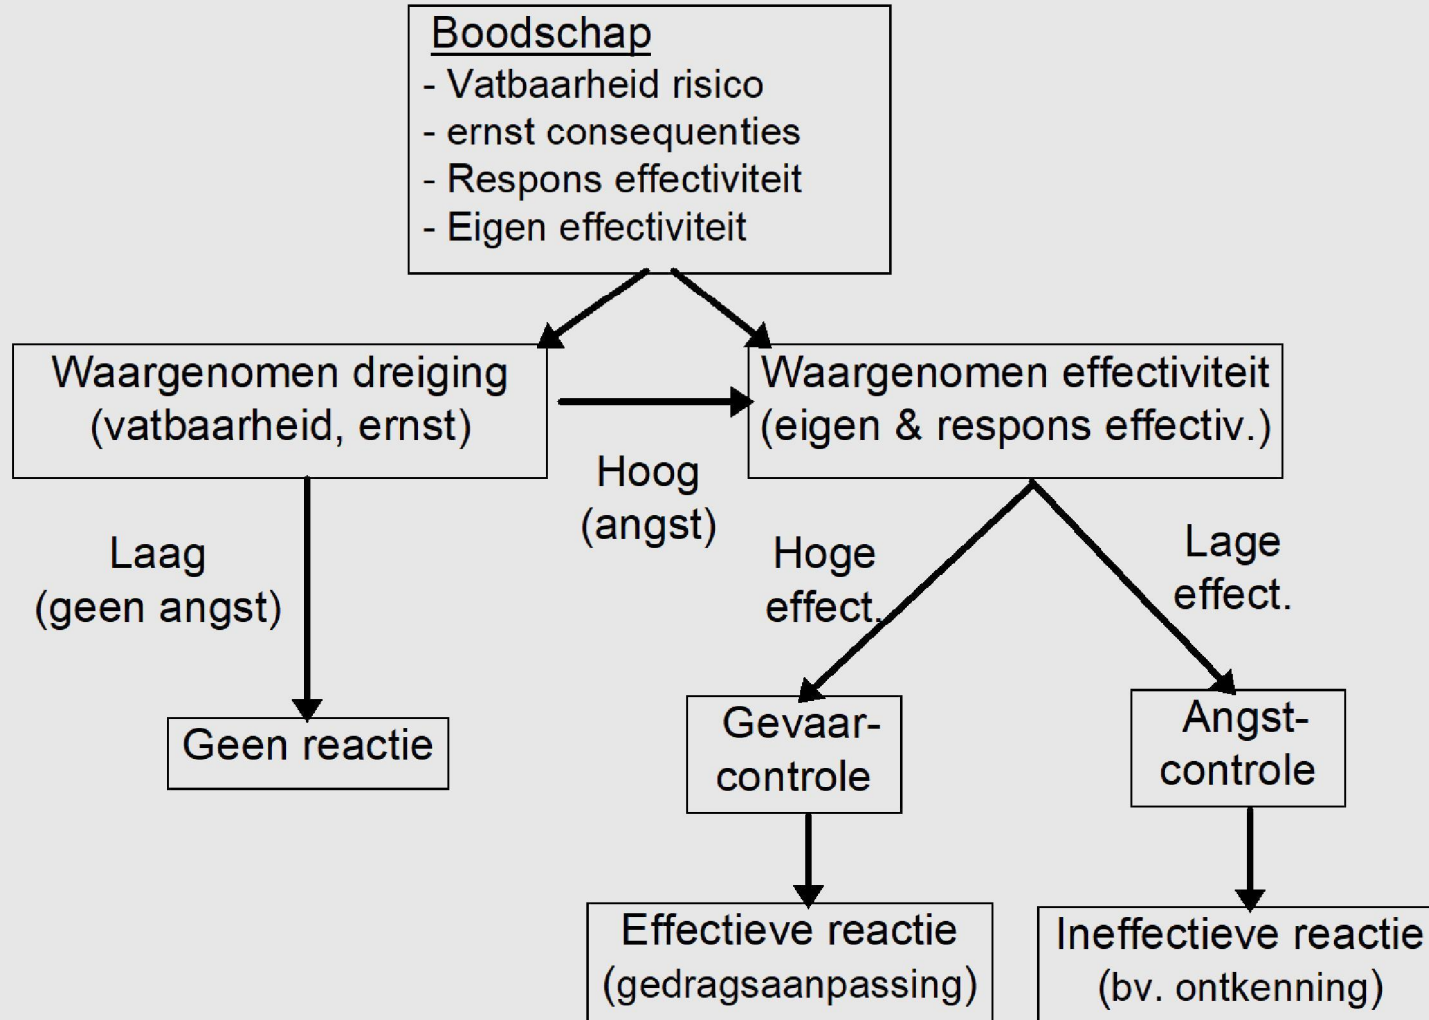 Boodschap
- Vatbaarheid risico
- ernst consequenties
- Respons effectiviteit
- Eigen effectiviteit
Waargenomen dreiging
(vatbaarheid, ernst)
Waargenomen effectiviteit
(eigen & respons effectiv.)
Hoog
(angst)
Laag
(geen angst)
Hoge
effect.
Lage
effect.
Geen reactie
Gevaar-
controle
Angst-
controle
Effectieve reactie
(gedragsaanpassing)
Ineffectieve reactie
(bv. ontkenning)